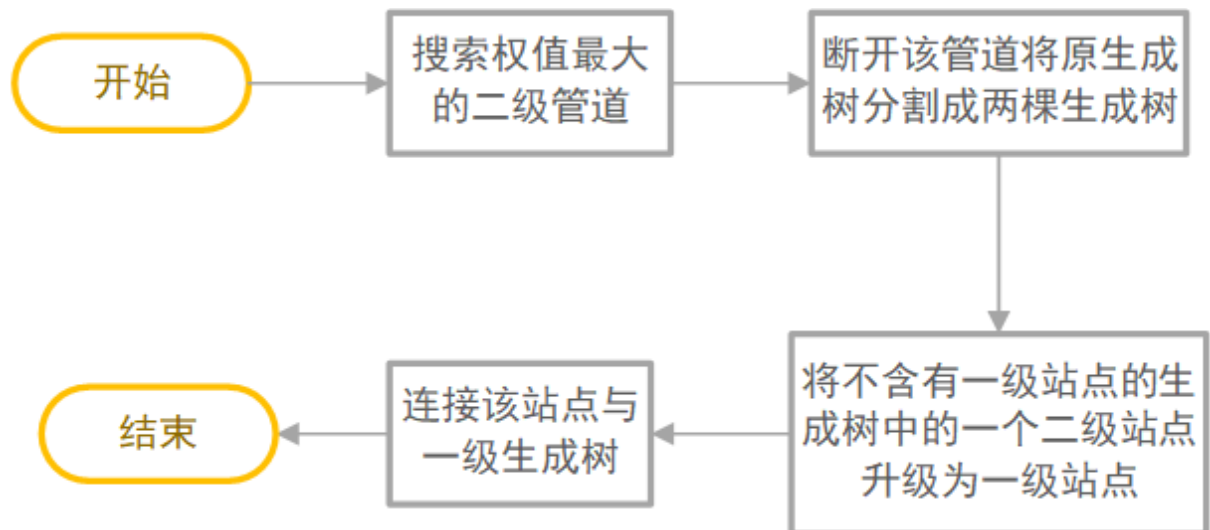 开始
搜索权值最大
的二级管道
断开该管道将原生成
树分割成两棵生成树
将不含有一级站点的生
成树中的一个二级站点
升级为一级站点
连接该站点与
一级生成树
结束